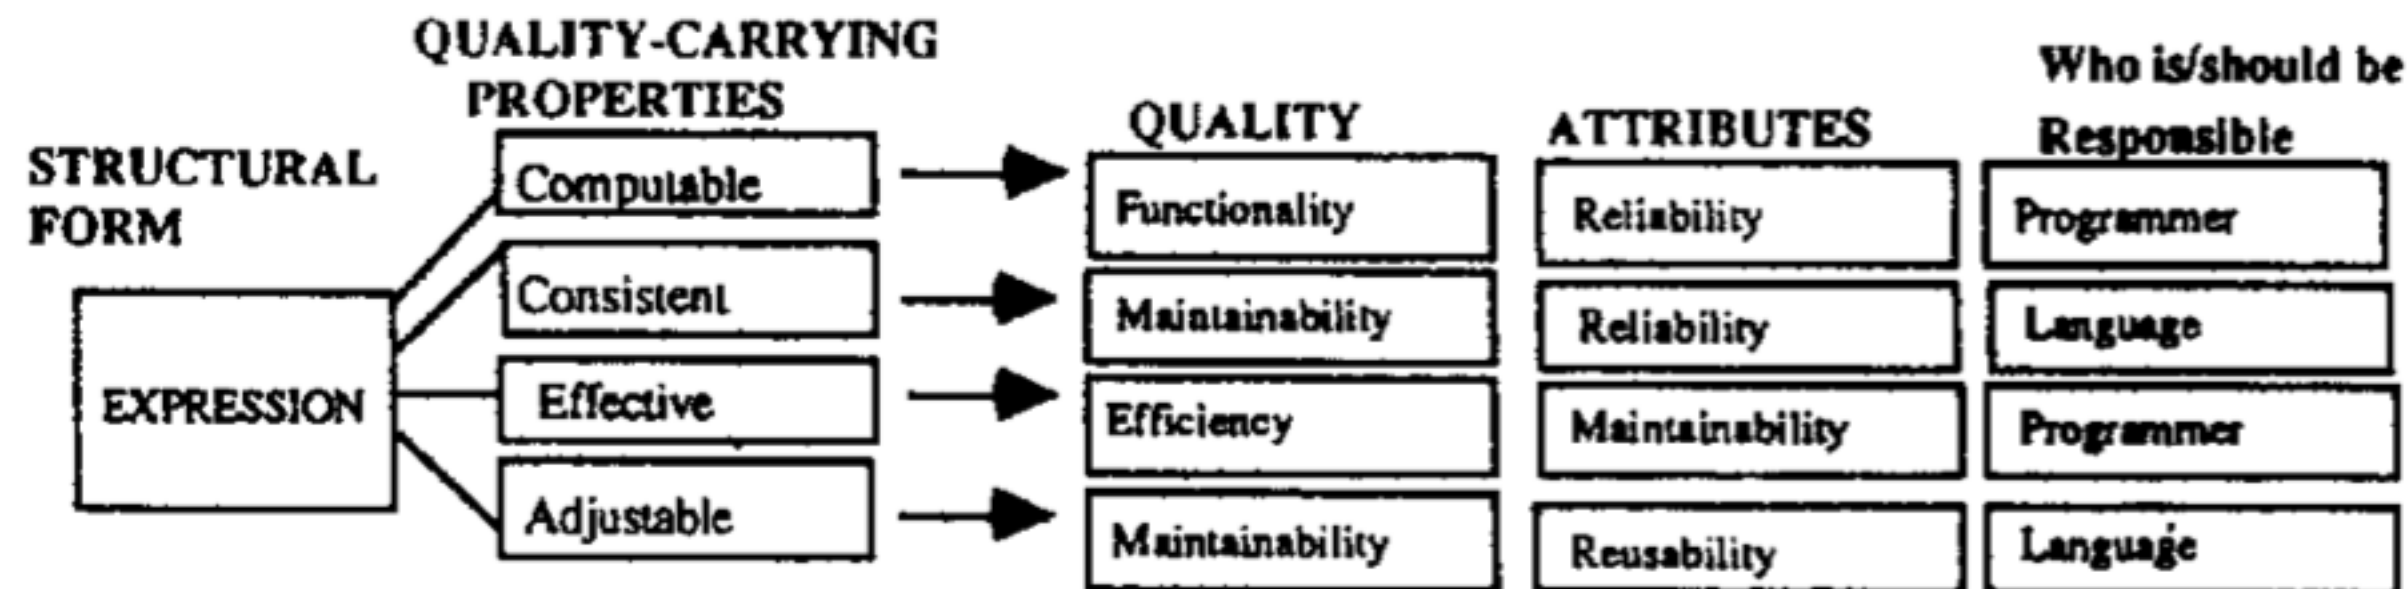 QUALITY-CARRYING
PROPERTIES
Who is/should be
Responsible
QUALITY
ATTRIBUTES
STRUCTURAL
FORM
Computable
Functionality
Reliability
Programmer
Consistent
Maintainability
Reliability
Language
EXPRESSION
Effective
Efficiency
Maintainability
Programmer
Adjustable
Maintainability
Reusability
Language